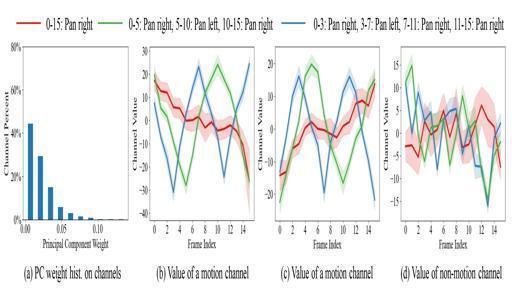 0-15: Pan right 0-5: Pan right, 5-10: Pan left, 10-15: Pan right 0-3: Pan right, 3-7: Pan left, 7-11: Pan right, 11-15: Pan right
80%
60%
40%
20%
0%
Channel Percent
0.00 0.05 0.10
Principal Component Weight
(a) PC weight hist. on channels
30
20
10
0
−10
−20
−30
−40
Channel Value
0 2 4 6 8 10 12 14
Frame Index
(b) Value of a motion channel
20
10
0
−10
−20
Channel Value
0 2 4 6 8 10 12 14
Frame Index
(c) Value of a motion channel
15
10
5
0
−5
−10
−15
Channel Value
0 2 4 6 8 10 12 14
Frame Index
(d) Value of non-motion channel